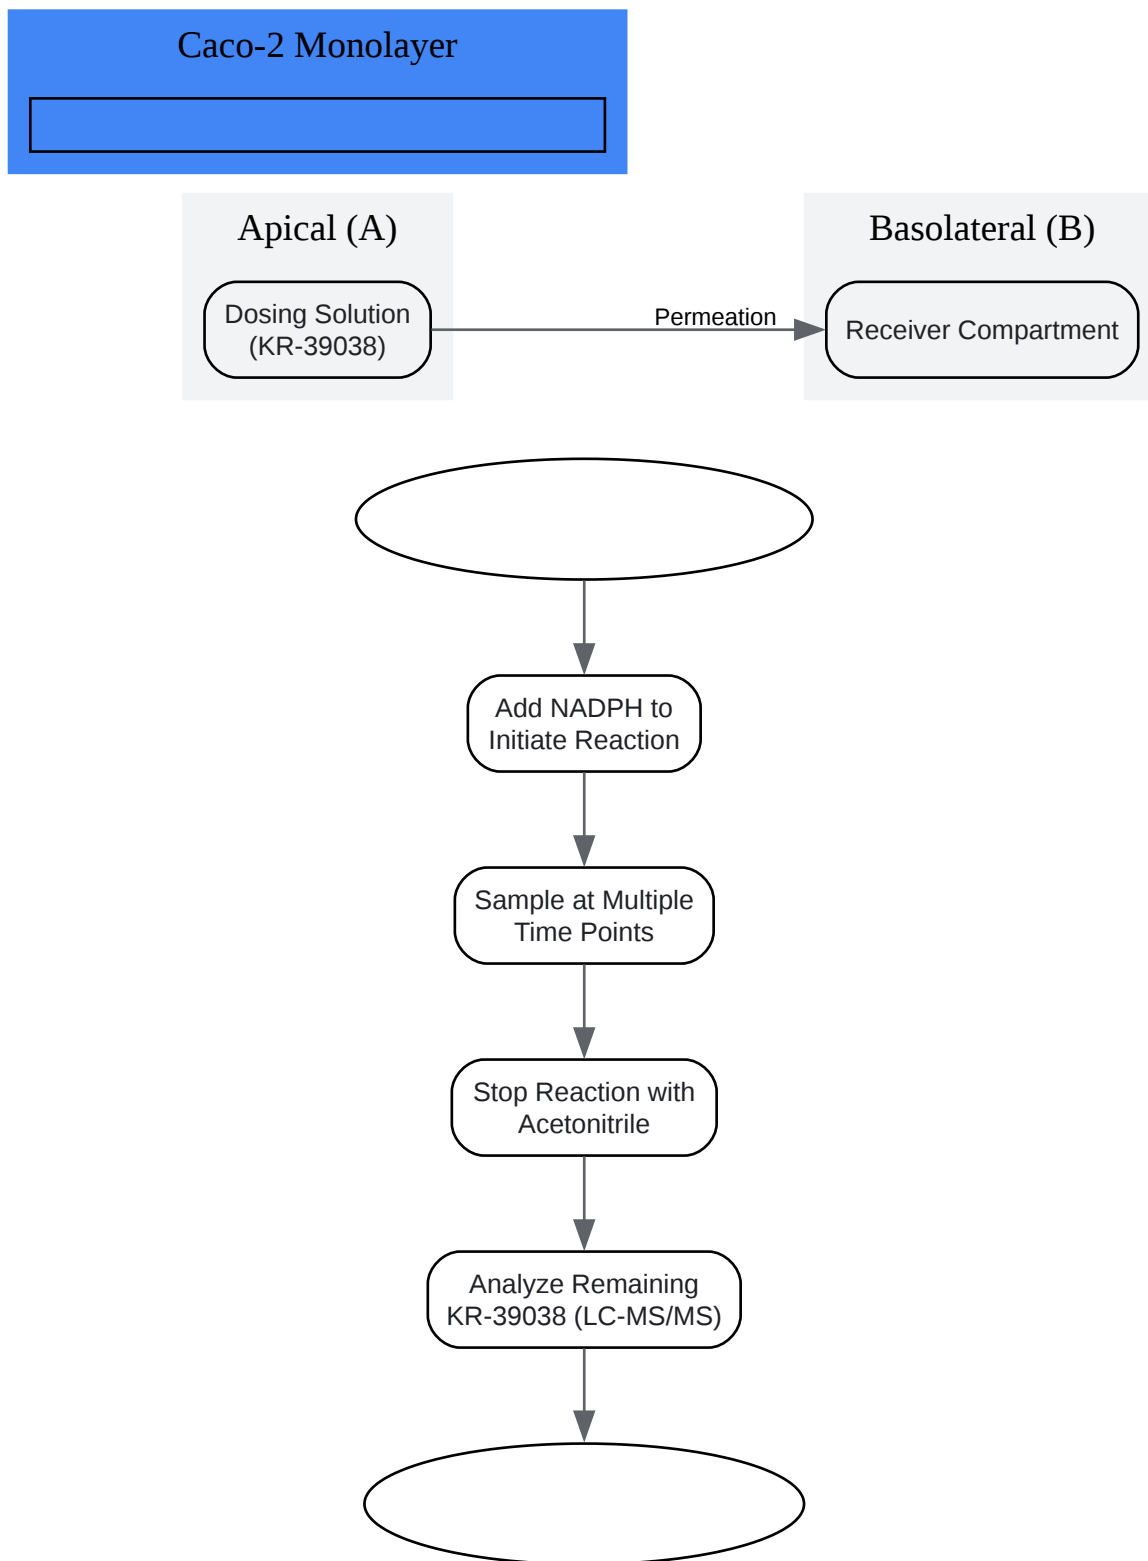 Caco-2 Monolayer
Apical (A)
Basolateral (B)
Dosing Solution
(KR-39038)
Permeation
Receiver Compartment
Add NADPH to
Initiate Reaction
Sample at Multiple
Time Points
Stop Reaction with
Acetonitrile
Analyze Remaining
KR-39038 (LC-MS/MS)